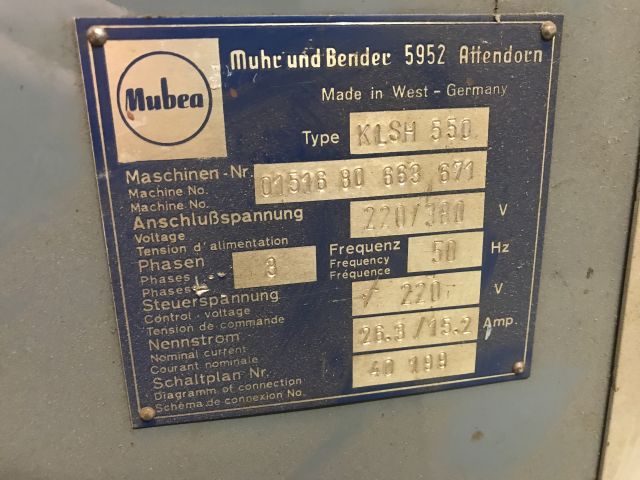 Mubea
Muhr und Bender 5952 Attendorn
Made in West - Germany
Type KLSH 550
Maschinen-Nr. 01516 80 663 671
Machine No.
Machine No.
Anschlußspannung 220/380 V
Voltage
Tension d'alimentation
Phasen 3 Frequenz 50 Hz
Phases Frequency
Phases Fréquence
Steuerspannung 220 V
Control - voltage
Tension de commande
Nennstrom 26.3/15.2 Amp.
Nominal current
Courant nominale
Schaltplan Nr. 40 199
Diagramm of connection
Schéma de connexion No.